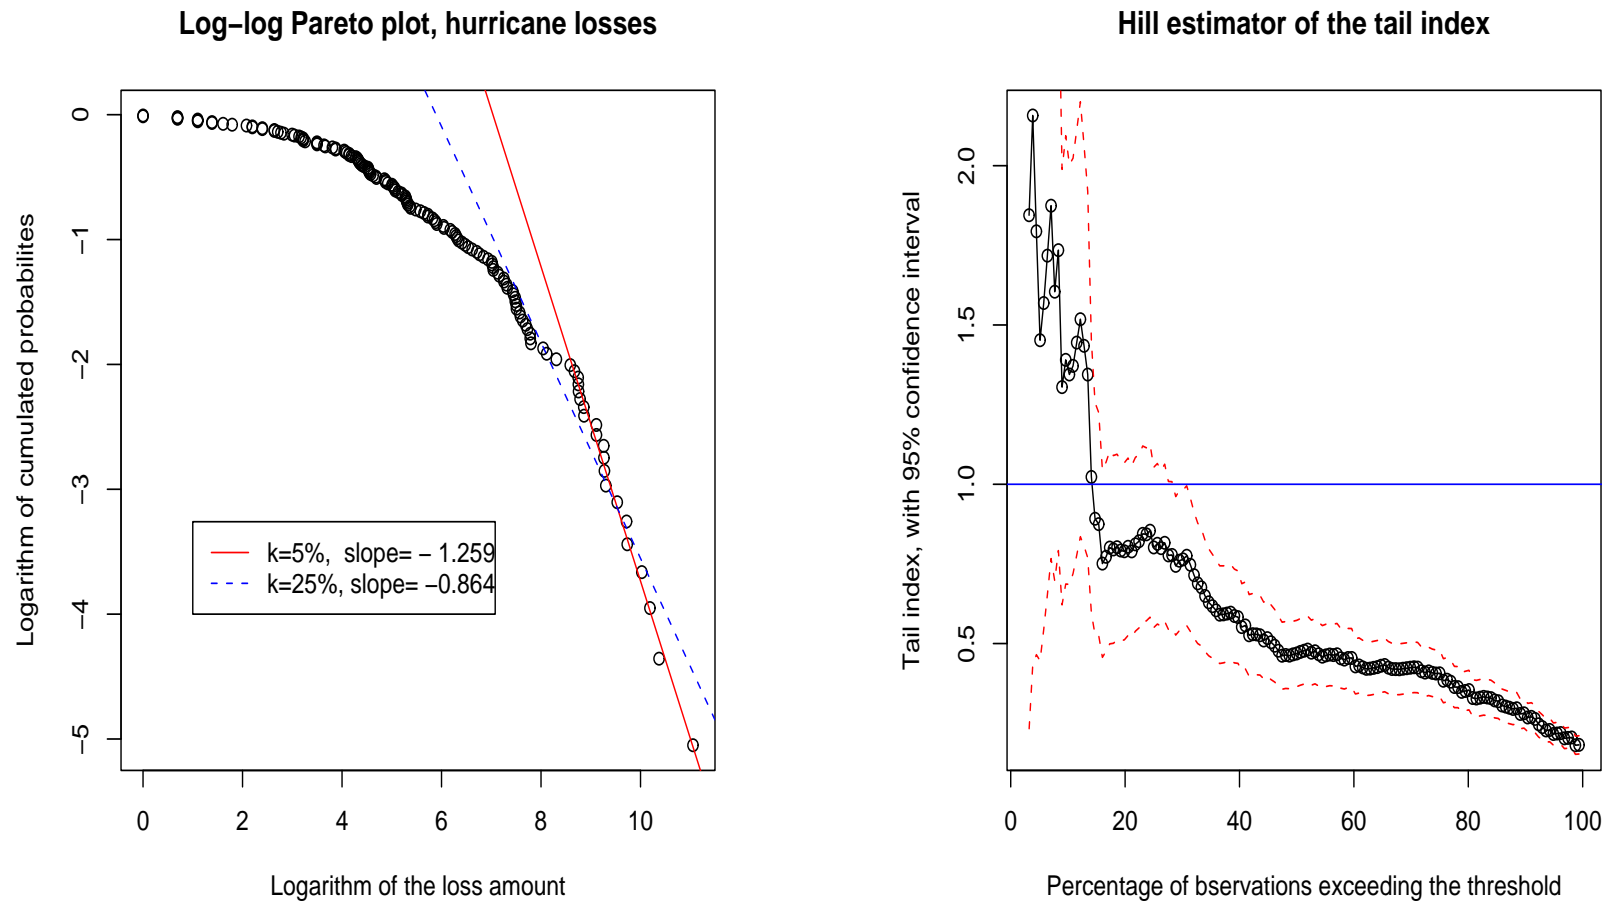 Log−log Pareto plot, hurricane losses
Logarithm of cumulated probabilites
0
−1
−2
−3
−4
−5
k=5%, slope= − 1.259
k=25%, slope= −0.864
0 2 4 6 8 10
Logarithm of the loss amount
Hill estimator of the tail index
Tail index, with 95% confidence interval
2.0
1.5
1.0
0.5
0 20 40 60 80 100
Percentage of bservations exceeding the threshold